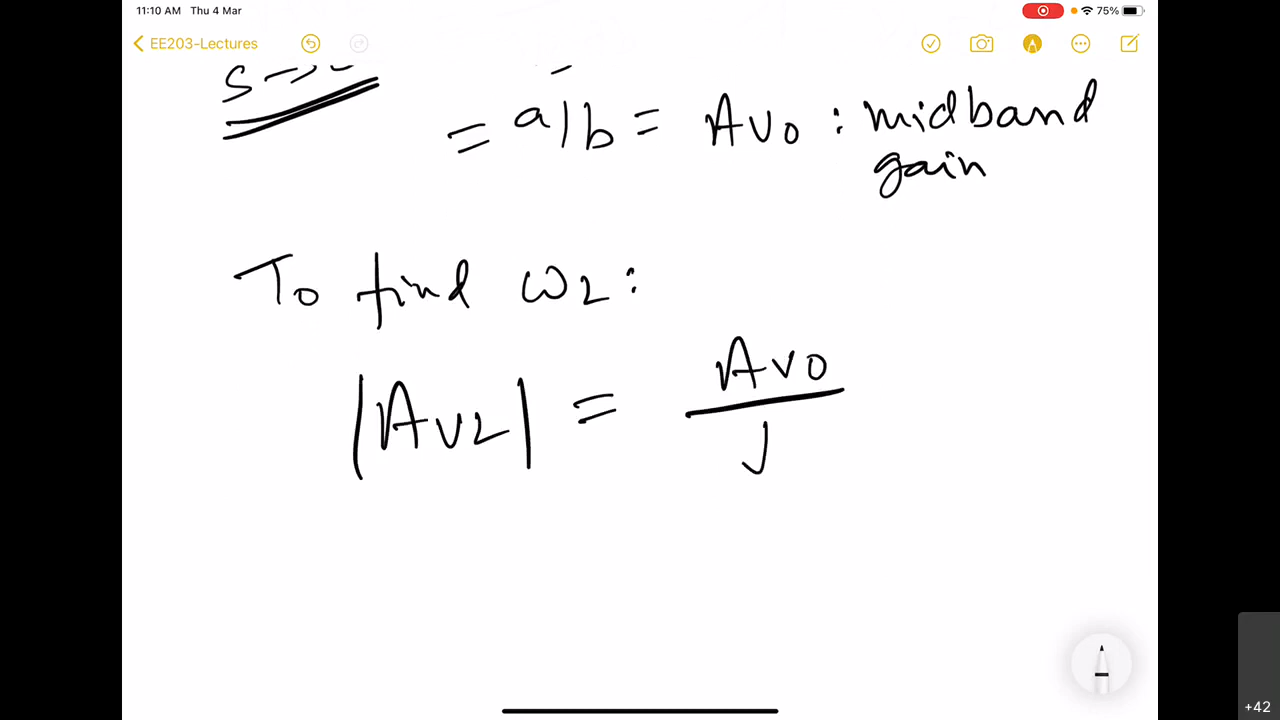 11:10 AM Thu 4 Mar 75%
EE203-Lectures
= a/b = Avo : midband
gain
To find ω2:
|Av2| = Avo
+42